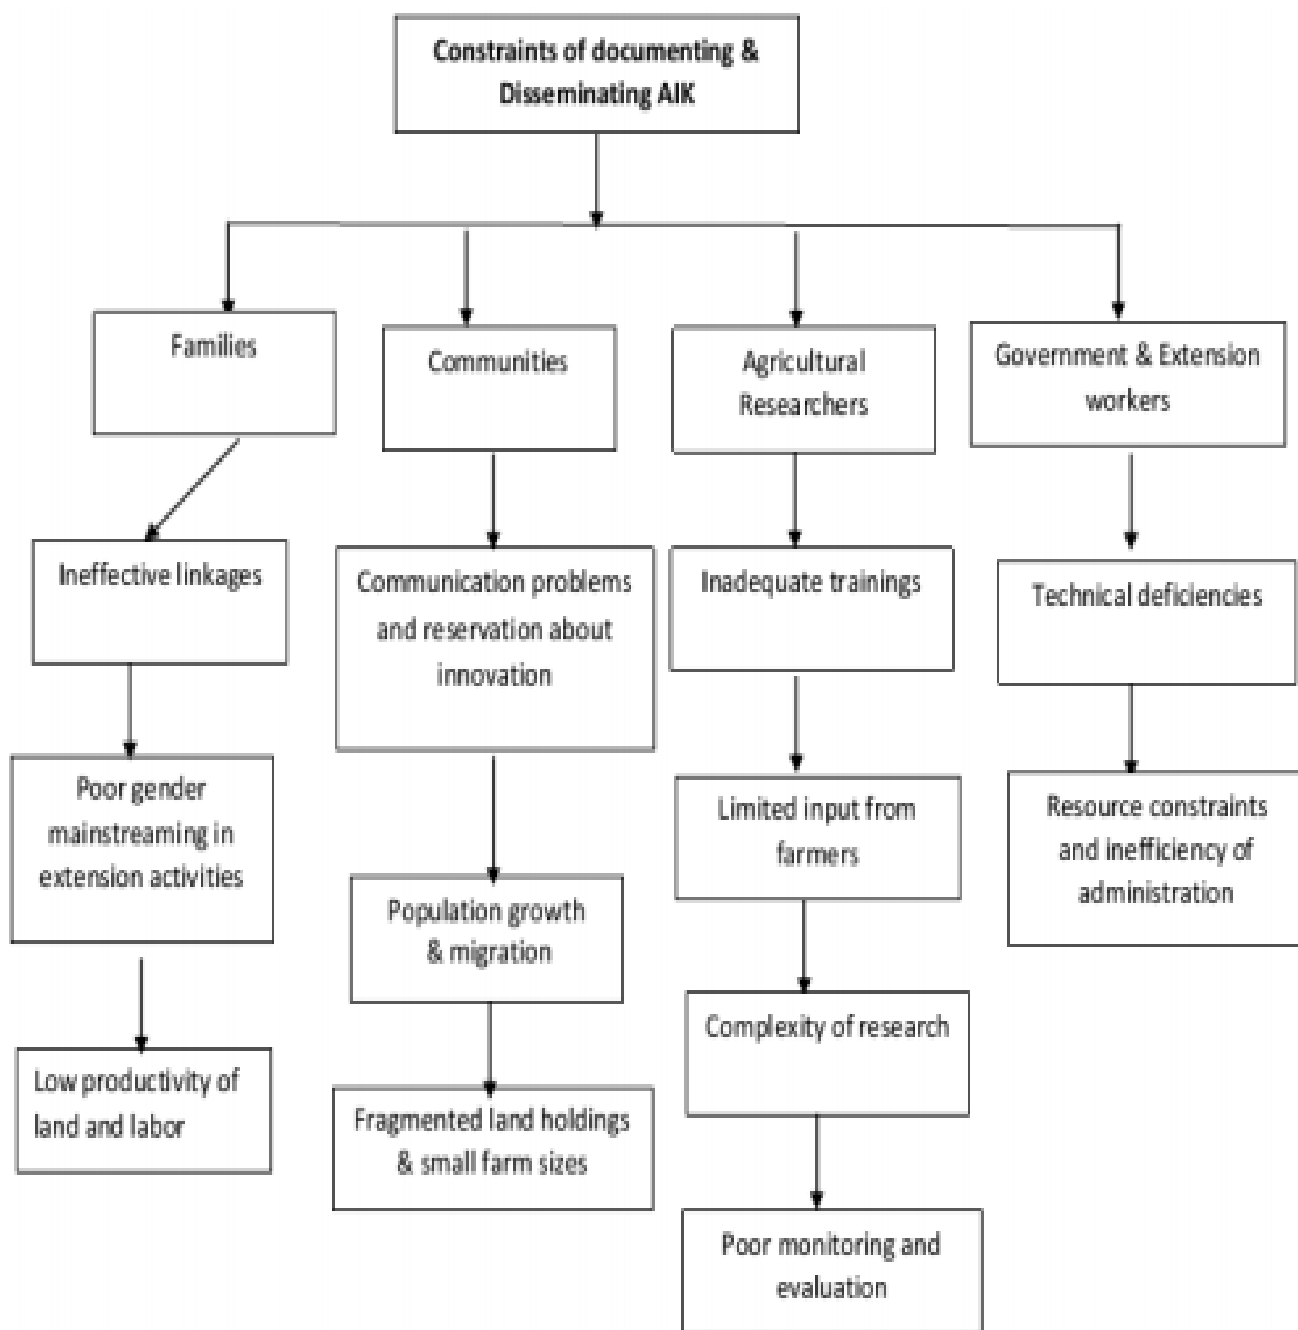 Constraints of documenting &
Disseminating AIK
Families
Communities
Agricultural
Researchers
Government & Extension
workers
Ineffective linkages
Communication problems
and reservation about
innovation
Inadequate trainings
Technical deficiencies
Poor gender
mainstreaming in
extension activities
Population growth
& migration
Limited input from
farmers
Resource constraints
and inefficiency of
administration
Low productivity of
land and labor
Fragmented land holdings
& small farm sizes
Complexity of research
Poor monitoring and
evaluation